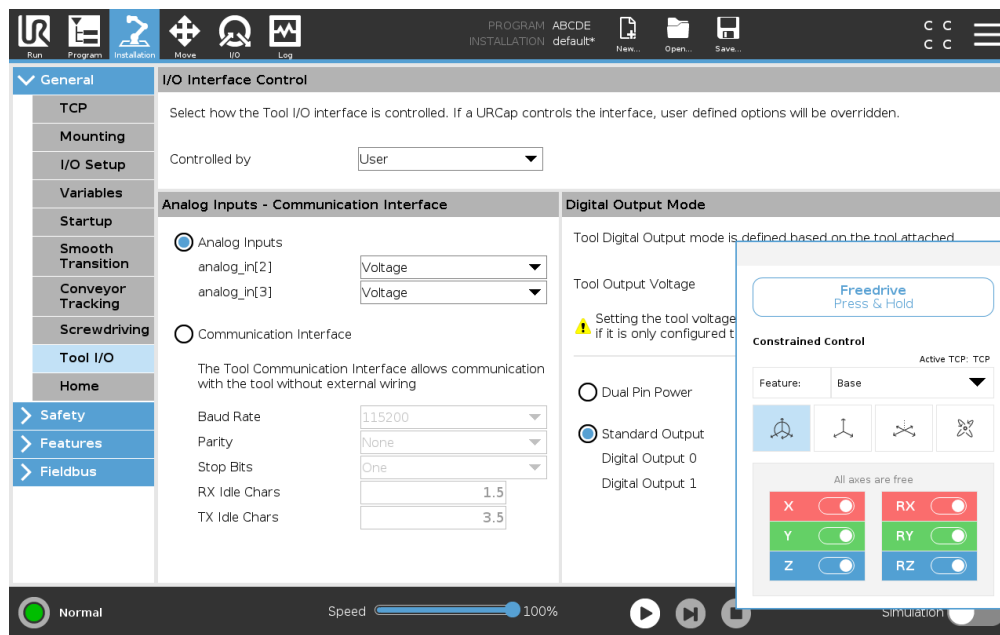 UR
Run
Program
Installation
Move
I/O
Log
PROGRAM ABCDE
INSTALLATION default*
New...
Open...
Save...
C C
C C
General
TCP
Mounting
I/O Setup
Variables
Startup
Smooth
Transition
Conveyor
Tracking
Screwdriving
Tool I/O
Home
Safety
Features
Fieldbus
I/O Interface Control
Select how the Tool I/O interface is controlled. If a URCap controls the interface, user defined options will be overridden.
Controlled by
User
Analog Inputs - Communication Interface
Analog Inputs
analog_in[2]
Voltage
analog_in[3]
Voltage
Communication Interface
The Tool Communication Interface allows communication
with the tool without external wiring
Baud Rate
115200
Parity
None
Stop Bits
One
RX Idle Chars
1.5
TX Idle Chars
3.5
Digital Output Mode
Tool Digital Output mode is defined based on the tool attached
Tool Output Voltage
Setting the tool voltage
if it is only configured t
Dual Pin Power
Standard Output
Digital Output 0
Digital Output 1
Freedrive
Press & Hold
Constrained Control
Active TCP: TCP
Feature:
Base
All axes are free
X
RX
Y
RY
Z
RZ
Normal
Speed
100%
Simulation